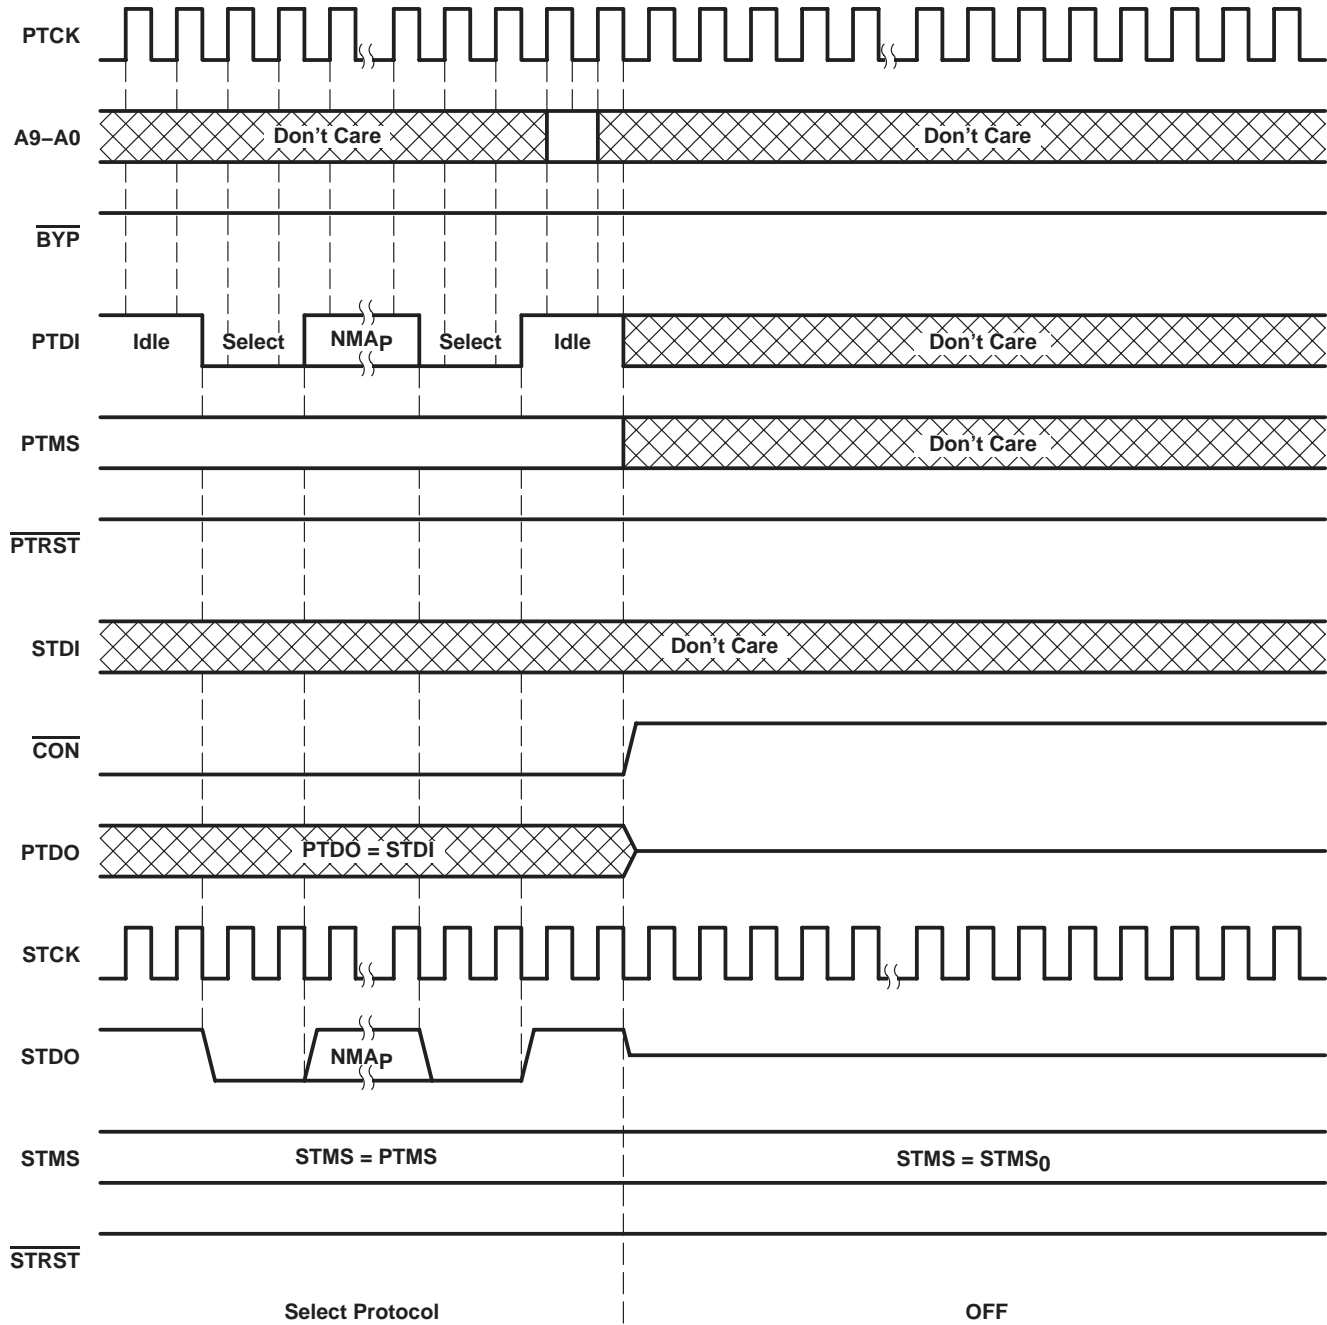 PTCK
A9–A0 Don't Care Don't Care
BYP
PTDI Idle Select NMAP Select Idle Don't Care
PTMS Don't Care
PTRST
STDI Don't Care
CON
PTDO PTDO = STDI
STCK
STDO NMAP
STMS STMS = PTMS STMS = STMS0
STRST
Select Protocol OFF